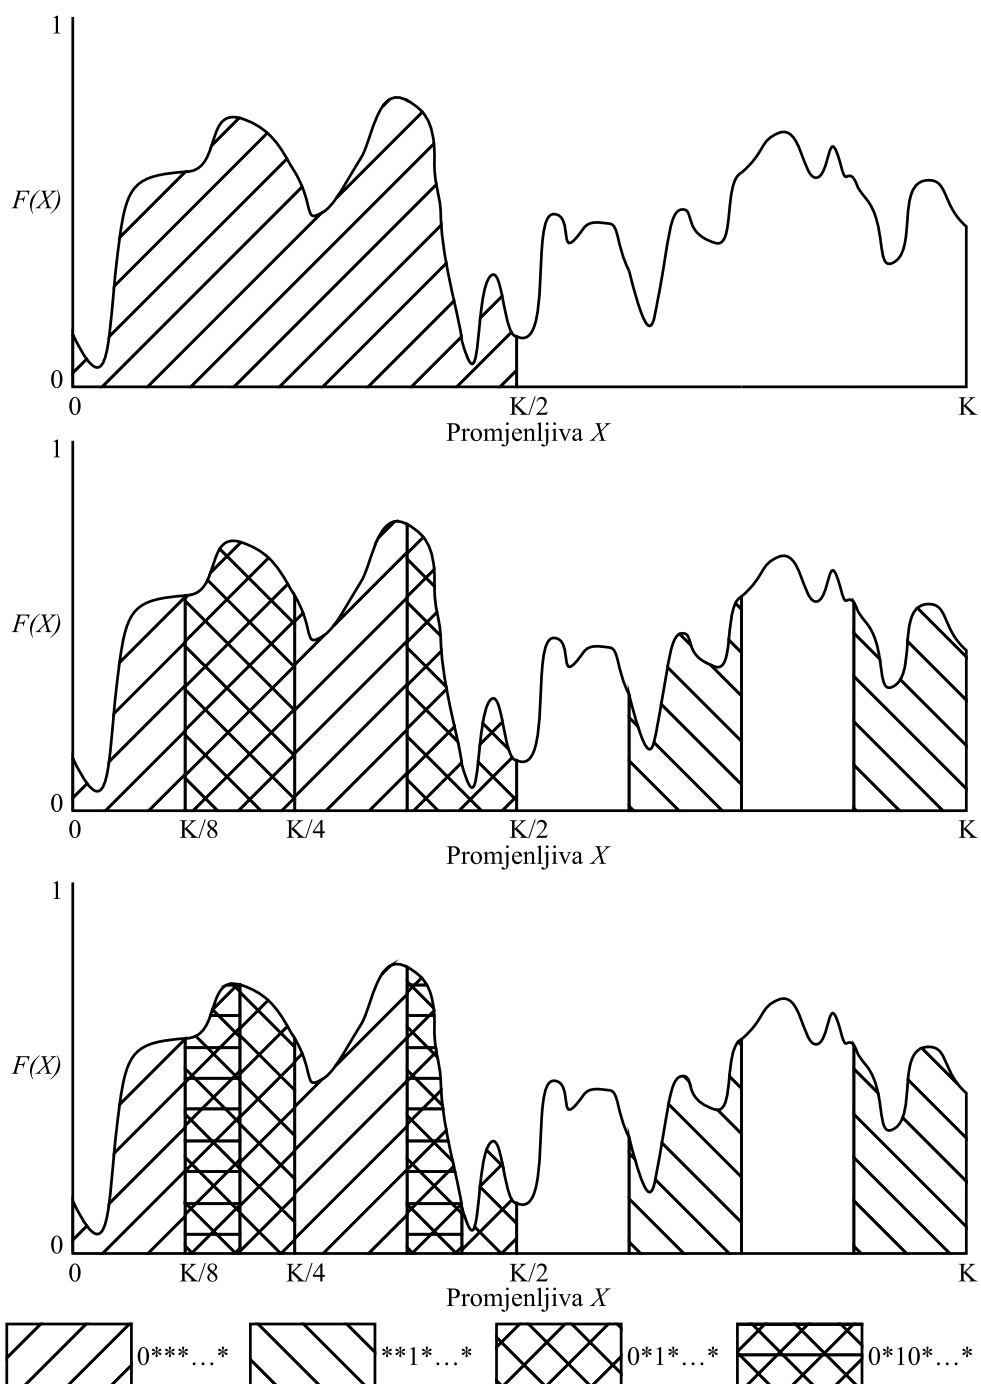 1
F(X)
0
0 K/2 K
Promjenljiva X
1
F(X)
0
0 K/8 K/4 K/2 K
Promjenljiva X
1
F(X)
0
0 K/8 K/4 K/2 K
Promjenljiva X
0***...* **1*...* 0*1*...* 0*10*...*